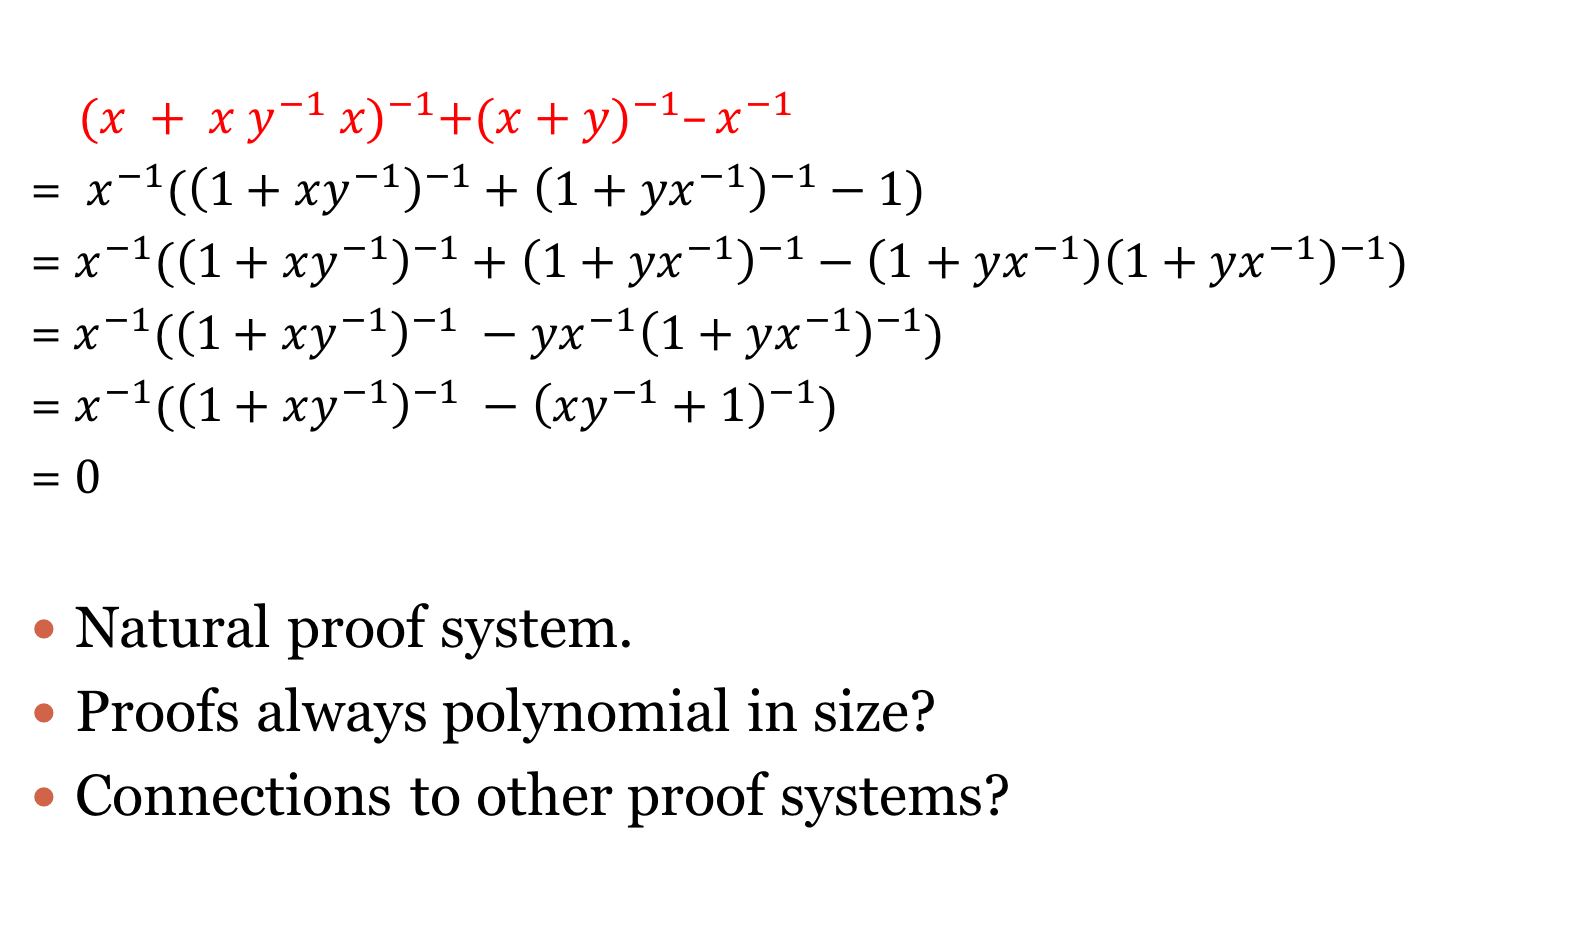 (x + x y⁻¹ x)⁻¹+(x + y)⁻¹– x⁻¹
= x⁻¹((1 + xy⁻¹)⁻¹ + (1 + yx⁻¹)⁻¹ − 1)
= x⁻¹((1 + xy⁻¹)⁻¹ + (1 + yx⁻¹)⁻¹ − (1 + yx⁻¹)(1 + yx⁻¹)⁻¹)
= x⁻¹((1 + xy⁻¹)⁻¹ − yx⁻¹(1 + yx⁻¹)⁻¹)
= x⁻¹((1 + xy⁻¹)⁻¹ − (xy⁻¹ + 1)⁻¹)
= 0
• Natural proof system.
• Proofs always polynomial in size?
• Connections to other proof systems?